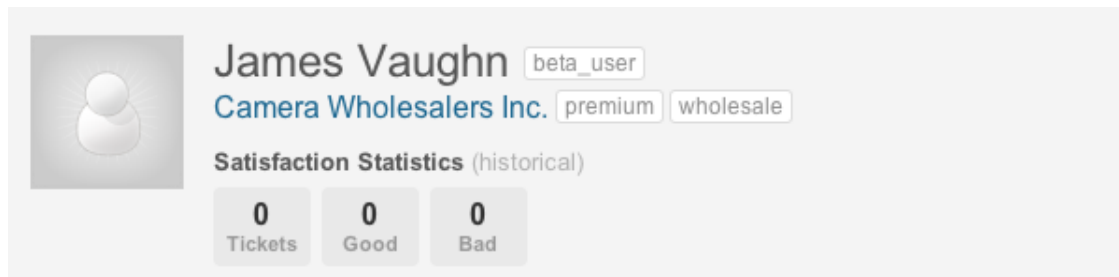 James Vaughn beta_user
Camera Wholesalers Inc. premium wholesale
Satisfaction Statistics (historical)
0 0 0
Tickets Good Bad